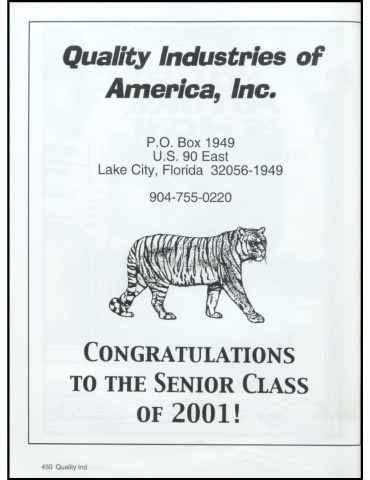 Quality Industries of
America, Inc.
P.O. Box 1949
U.S. 90 East
Lake City, Florida 32056-1949
904-755-0220
Congratulations
to the Senior Class
of 2001!
450 Quality Ind